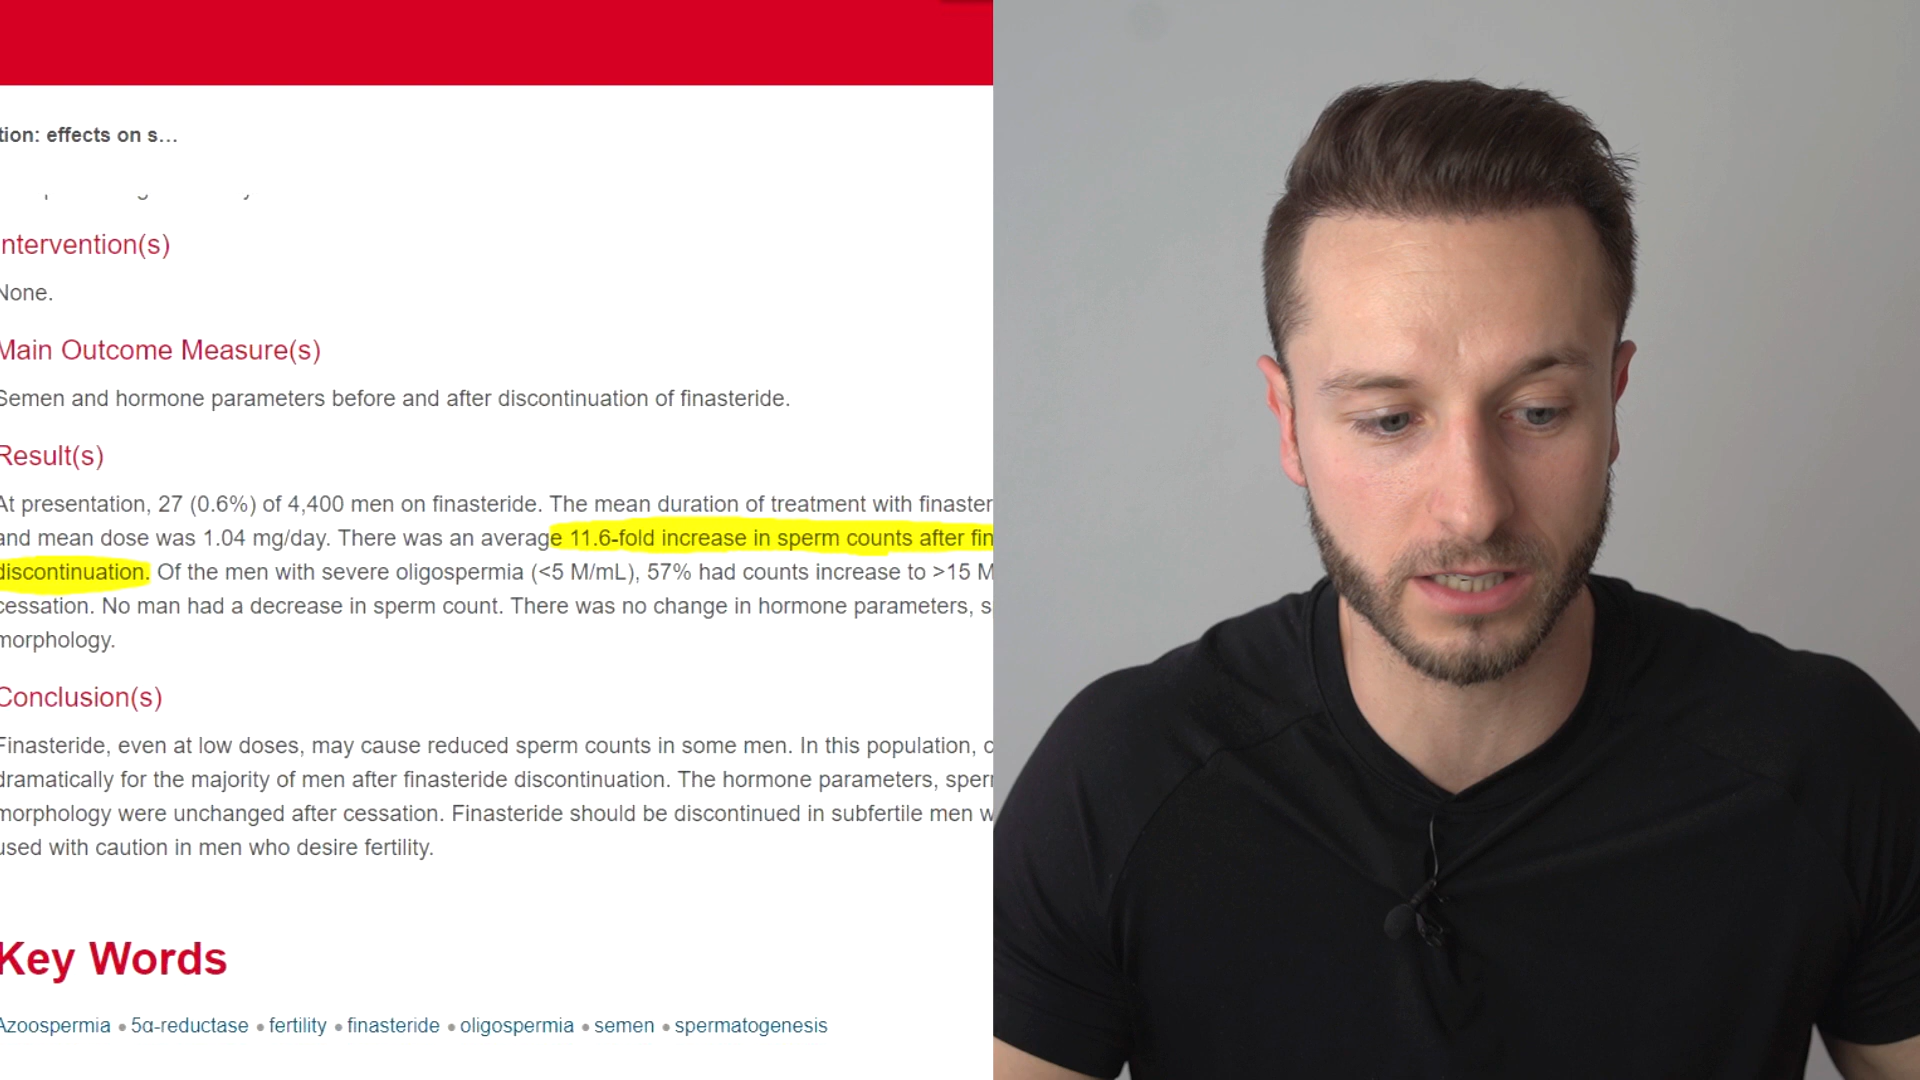 tion: effects on s...
ntervention(s)
None.
Main Outcome Measure(s)
Semen and hormone parameters before and after discontinuation of finasteride.
Result(s)
At presentation, 27 (0.6%) of 4,400 men on finasteride. The mean duration of treatment with finaster
and mean dose was 1.04 mg/day. There was an average 11.6-fold increase in sperm counts after fin
discontinuation. Of the men with severe oligospermia (<5 M/mL), 57% had counts increase to >15 M
cessation. No man had a decrease in sperm count. There was no change in hormone parameters, s
morphology.
Conclusion(s)
Finasteride, even at low doses, may cause reduced sperm counts in some men. In this population, c
dramatically for the majority of men after finasteride discontinuation. The hormone parameters, sper
morphology were unchanged after cessation. Finasteride should be discontinued in subfertile men w
used with caution in men who desire fertility.
Key Words
Azoospermia • 5α-reductase • fertility • finasteride • oligospermia • semen • spermatogenesis